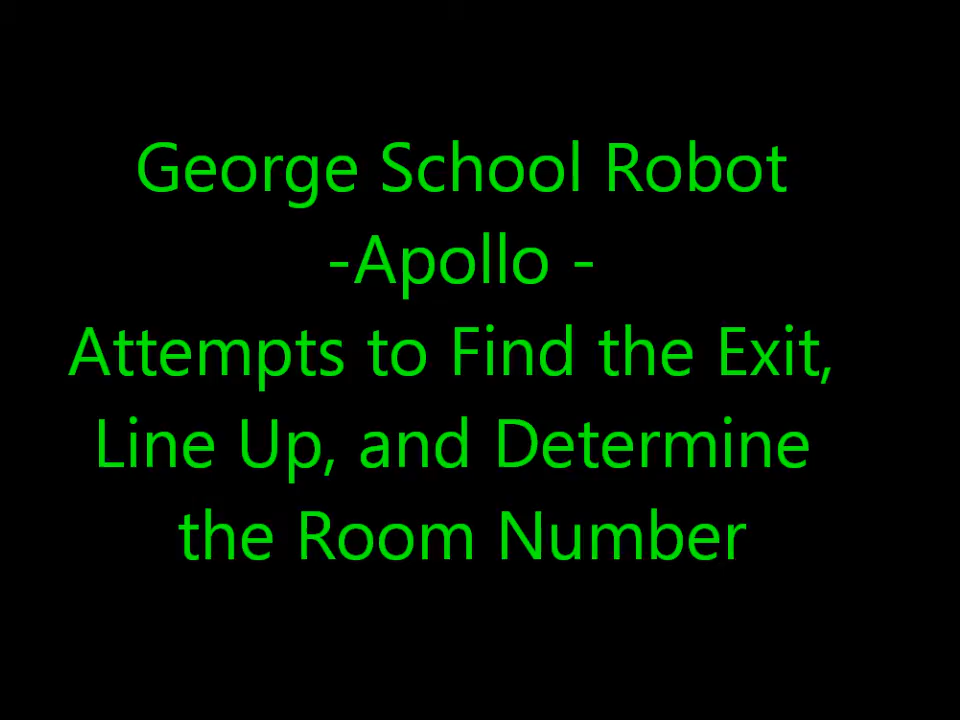 George School Robot
-Apollo -
Attempts to Find the Exit,
Line Up, and Determine
the Room Number